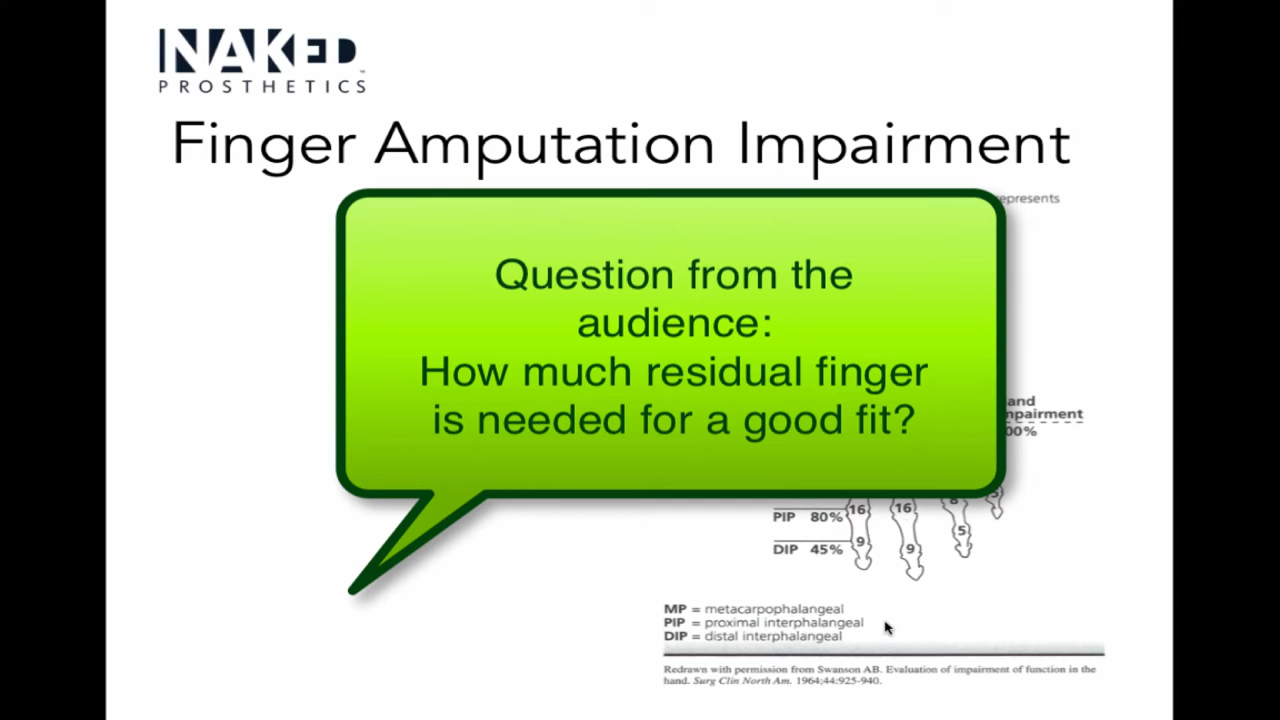 NAKED
PROSTHETICS
Finger Amputation Impairment
represents
Question from the
audience:
How much residual finger
is needed for a good fit?
and
mpairment
00%
8
PIP 80% 16 16
5
DIP 45% 9 9
MP = metacarpophalangeal
PIP = proximal interphalangeal
DIP = distal interphalangeal
Redrawn with permission from Swanson AB. Evaluation of impairment of function in the
hand. Surg Clin North Am. 1964;44:925-940.